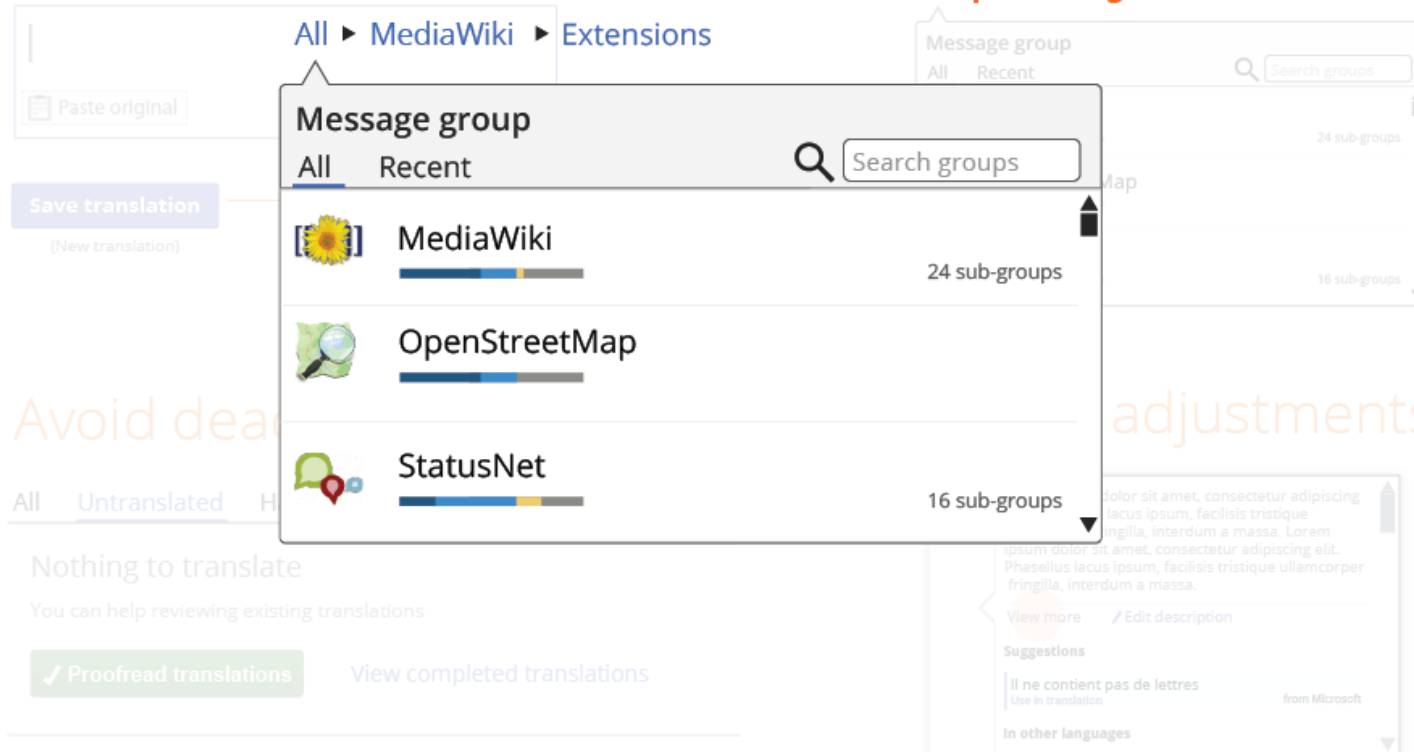 All ▸ MediaWiki ▸ Extensions
Message group
All Recent
Search groups
MediaWiki
24 sub-groups
OpenStreetMap
StatusNet
16 sub-groups
Paste original
Save translation
(New translation)
Avoid
All Untranslated
Nothing to translate
You can help reviewing existing translations
Proofread translations
View completed translations
Message group
All Recent
Search groups
24 sub-groups
Map
16 sub-groups
adjustments
dolor sit amet, consectetur adipiscing
lacus ipsum, facilisis tristique
fringilla, interdum a massa. Lorem
ipsum dolor sit amet, consectetur adipiscing elit.
Phasellus lacus ipsum, facilisis tristique ullamcorper
fringilla, interdum a massa.
View more Edit description
Suggestions
Il ne contient pas de lettres
Use in translation from Microsoft
In other languages